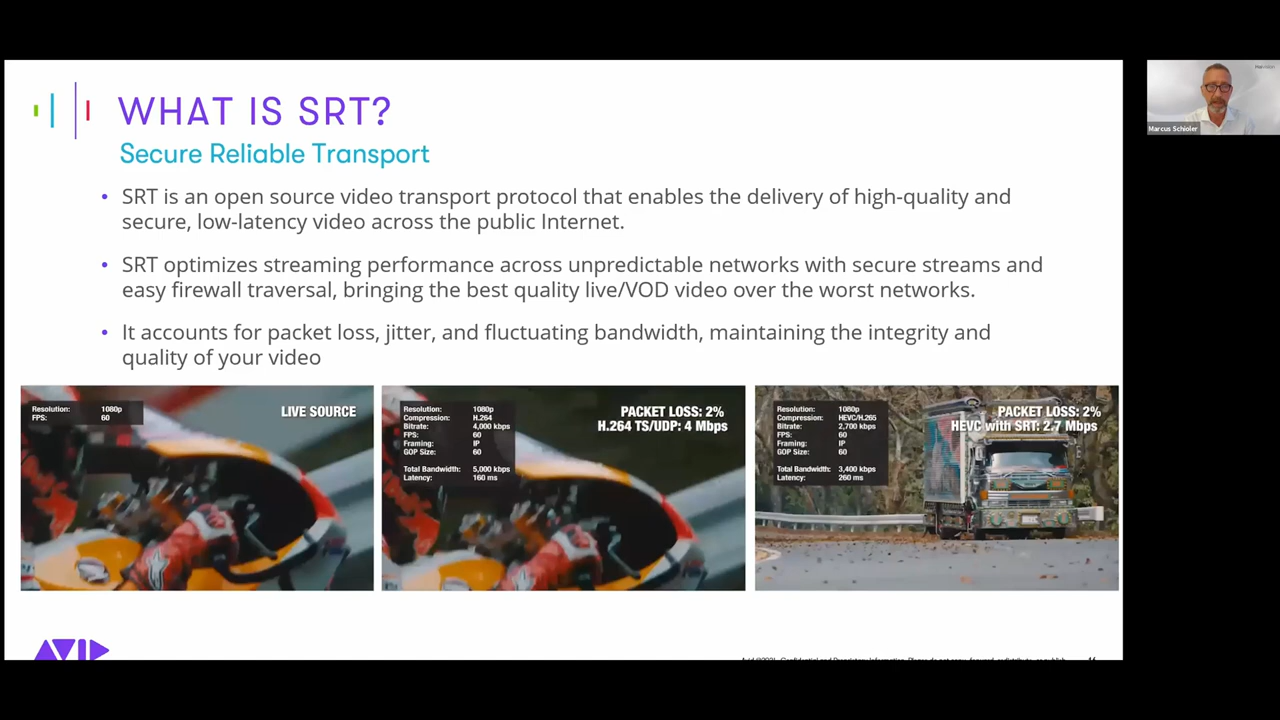 WHAT IS SRT?
Secure Reliable Transport
• SRT is an open source video transport protocol that enables the delivery of high-quality and
secure, low-latency video across the public Internet.
• SRT optimizes streaming performance across unpredictable networks with secure streams and
easy firewall traversal, bringing the best quality live/VOD video over the worst networks.
• It accounts for packet loss, jitter, and fluctuating bandwidth, maintaining the integrity and
quality of your video
Resolution: 1080p
FPS: 60
LIVE SOURCE
Resolution: 1080p
Compression: H.264
Bitrate: 4,000 kbps
FPS: 60
Framing: IP
GOP Size: 60
Total Bandwidth: 5,000 kbps
Latency: 160 ms
PACKET LOSS: 2%
H.264 TS/UDP: 4 Mbps
Resolution: 1080p
Compression: HEVC/H.265
Bitrate: 2,700 kbps
FPS: 60
Framing: IP
GOP Size: 60
Total Bandwidth: 3,400 kbps
Latency: 260 ms
PACKET LOSS: 2%
HEVC with SRT: 2.7 Mbps
AVID
Marcus Schioler